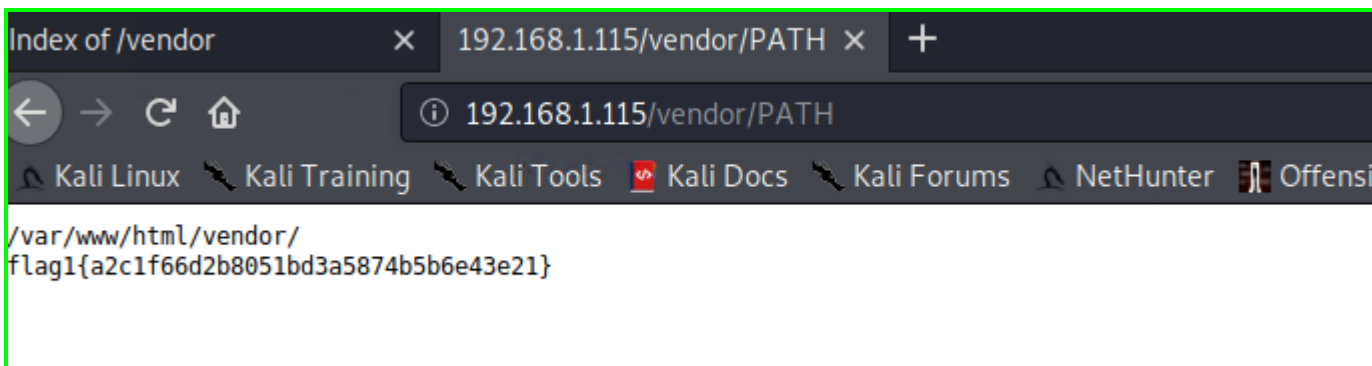 Index of /vendor × 192.168.1.115/vendor/PATH × +
192.168.1.115/vendor/PATH
Kali Linux Kali Training Kali Tools Kali Docs Kali Forums NetHunter Offensi
/var/www/html/vendor/
flag1{a2c1f66d2b8051bd3a5874b5b6e43e21}